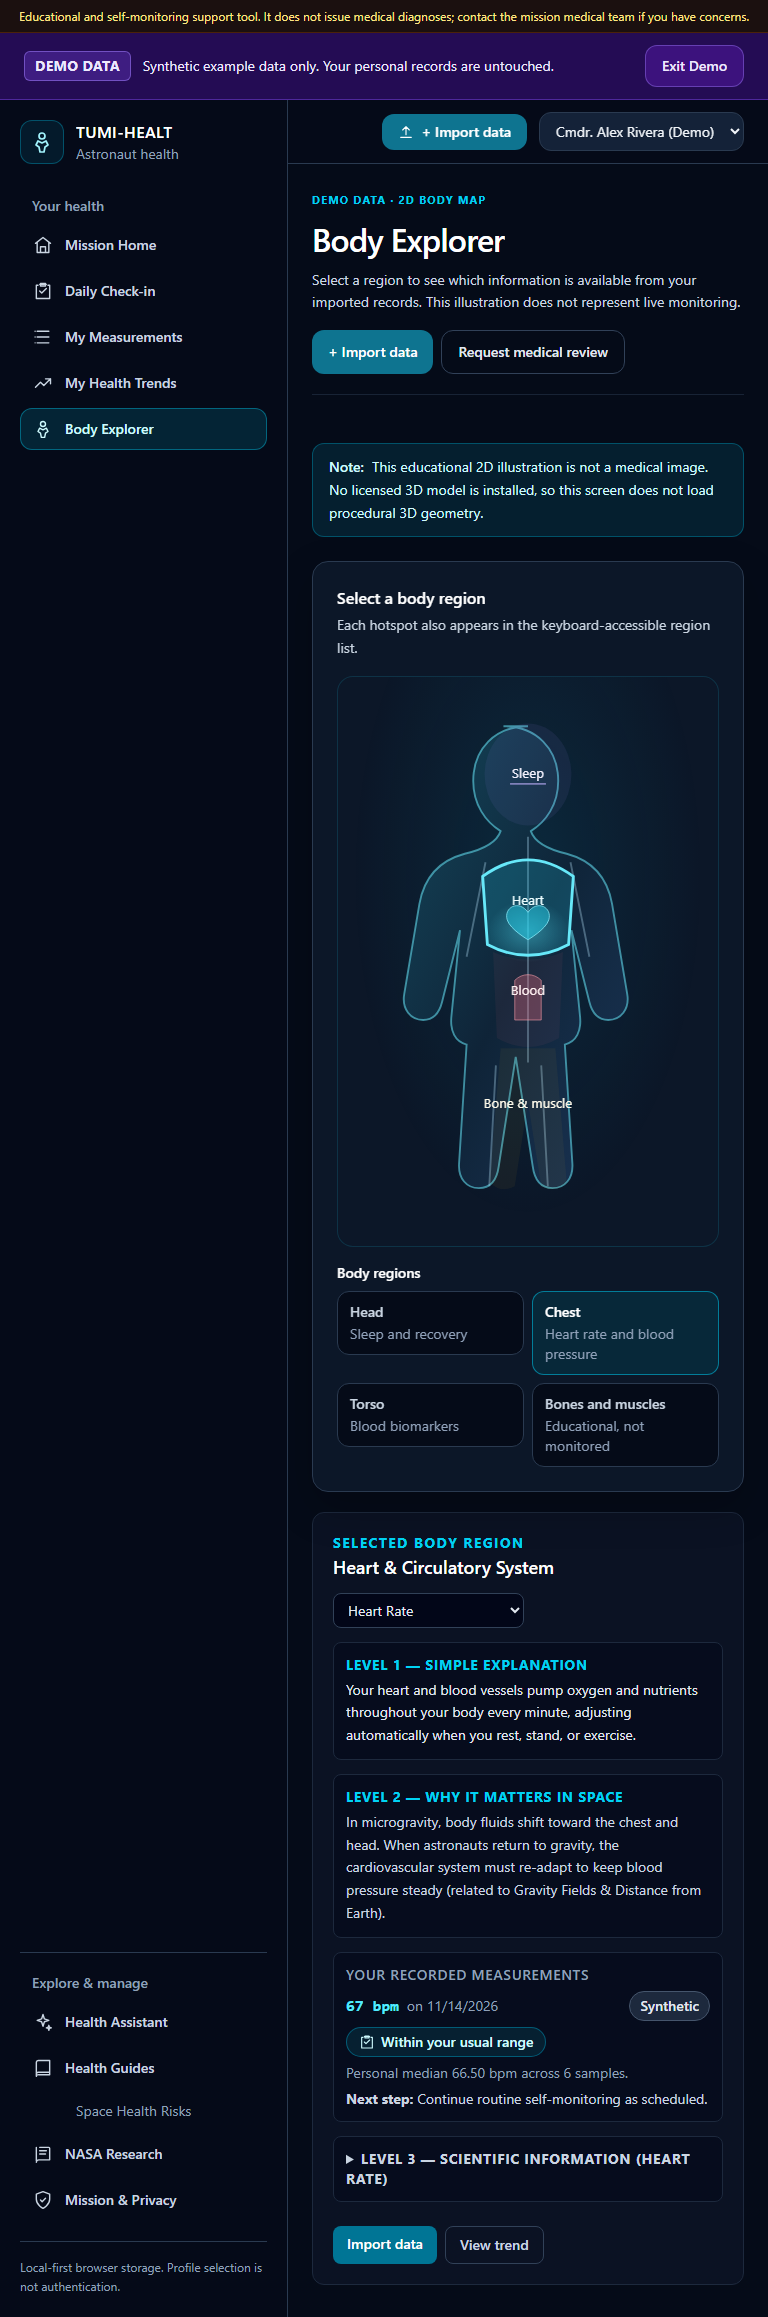 Educational and self-monitoring support tool. It does not issue medical diagnoses; contact the mission medical team if you have concerns.
DEMO DATA
Synthetic example data only. Your personal records are untouched.
Exit Demo
TUMI-HEALT
Astronaut health
+ Import data
Cmdr. Alex Rivera (Demo)
Your health
Mission Home
Daily Check-in
My Measurements
My Health Trends
Body Explorer
DEMO DATA · 2D BODY MAP
Body Explorer
Select a region to see which information is available from your
imported records. This illustration does not represent live monitoring.
+ Import data
Request medical review
Note: This educational 2D illustration is not a medical image.
No licensed 3D model is installed, so this screen does not load
procedural 3D geometry.
Select a body region
Each hotspot also appears in the keyboard-accessible region
list.
Sleep
Heart
Blood
Bone & muscle
Body regions
Head
Sleep and recovery
Chest
Heart rate and blood
pressure
Torso
Blood biomarkers
Bones and muscles
Educational, not
monitored
SELECTED BODY REGION
Heart & Circulatory System
Heart Rate
LEVEL 1 — SIMPLE EXPLANATION
Your heart and blood vessels pump oxygen and nutrients
throughout your body every minute, adjusting
automatically when you rest, stand, or exercise.
LEVEL 2 — WHY IT MATTERS IN SPACE
In microgravity, body fluids shift toward the chest and
head. When astronauts return to gravity, the
cardiovascular system must re-adapt to keep blood
pressure steady (related to Gravity Fields & Distance from
Earth).
YOUR RECORDED MEASUREMENTS
67 bpm on 11/14/2026
Synthetic
Within your usual range
Personal median 66.50 bpm across 6 samples.
Next step: Continue routine self-monitoring as scheduled.
LEVEL 3 — SCIENTIFIC INFORMATION (HEART
RATE)
Import data
View trend
Explore & manage
Health Assistant
Health Guides
Space Health Risks
NASA Research
Mission & Privacy
Local-first browser storage. Profile selection is
not authentication.